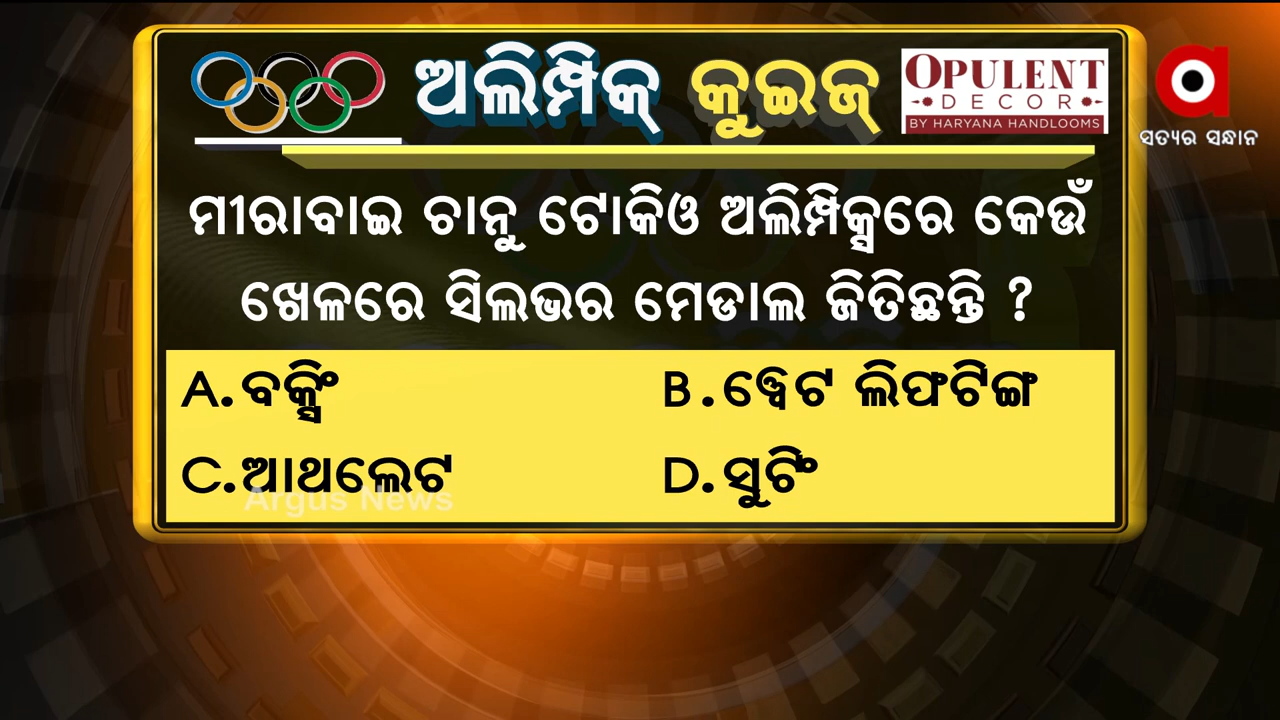 ଅଲିମ୍ପିକ୍ କୁଇଜ୍
OPULENT
DECOR
BY HARYANA HANDLOOMS
a
ସତ୍ୟର ସନ୍ଧାନ
ମୀରାବାଇ ଚାନୁ ଟୋକିଓ ଅଲିମ୍ପିକ୍ସରେ କେଉଁ
ଖେଳରେ ସିଲଭର ମେଡାଲ ଜିତିଛନ୍ତି ?
A.ବକ୍ସିଂ
B.ୱେଟ ଲିଫଟିଙ୍ଗ
C.ଆଥଲେଟ
D.ସୁଟିଂ
Argus News